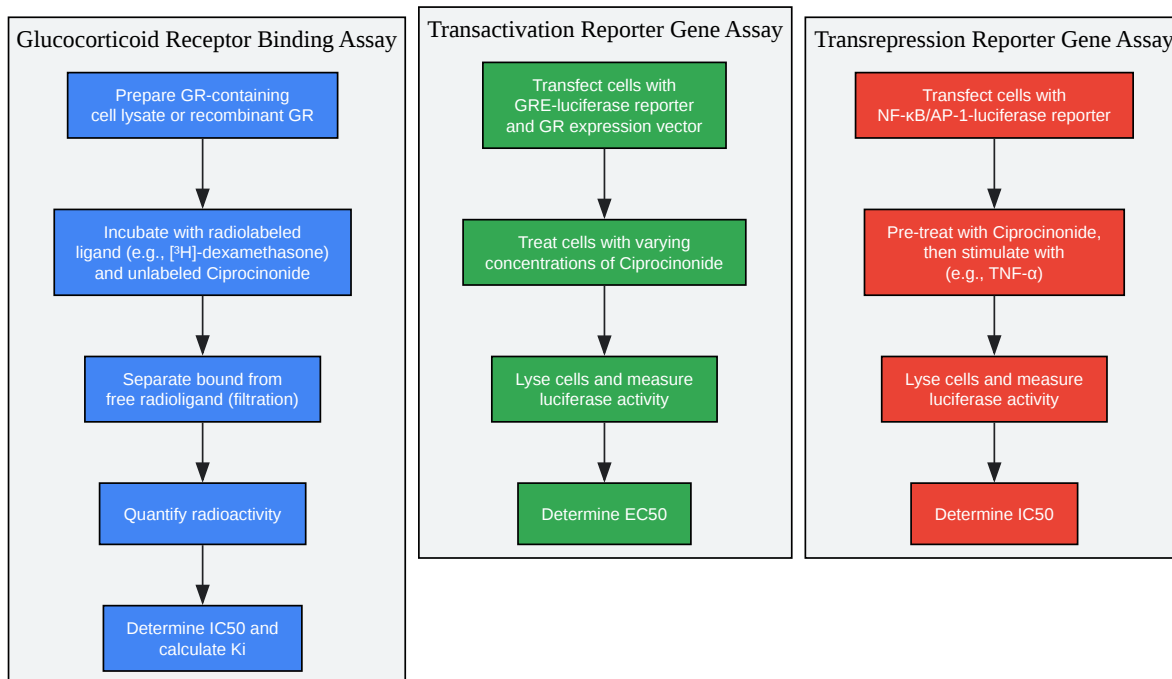 Glucocorticoid Receptor Binding Assay
Prepare GR-containing
cell lysate or recombinant GR
Incubate with radiolabeled
ligand (e.g., [³H]-dexamethasone)
and unlabeled Ciprocinonide
Separate bound from
free radioligand (filtration)
Quantify radioactivity
Determine IC50 and
calculate Ki
Transactivation Reporter Gene Assay
Transfect cells with
GRE-luciferase reporter
and GR expression vector
Treat cells with varying
concentrations of Ciprocinonide
Lyse cells and measure
luciferase activity
Determine EC50
Transrepression Reporter Gene Assay
Transfect cells with
NF-κB/AP-1-luciferase reporter
Pre-treat with Ciprocinonide,
then stimulate with
(e.g., TNF-α)
Lyse cells and measure
luciferase activity
Determine IC50